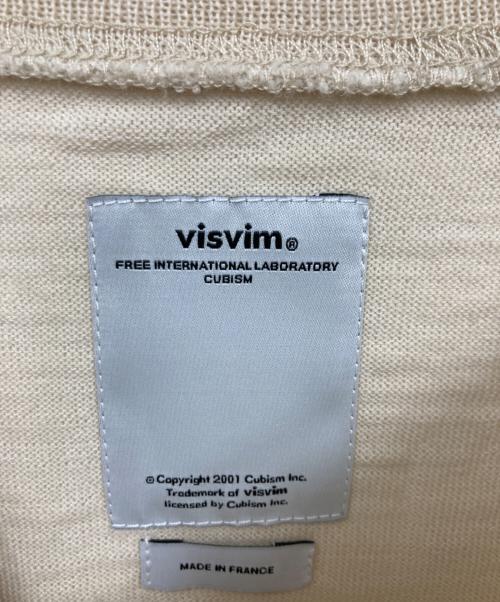 visvim®
FREE INTERNATIONAL LABORATORY
CUBISM
© Copyright 2001 Cubism Inc.
Trademark of visvim
licensed by Cubism Inc.
MADE IN FRANCE